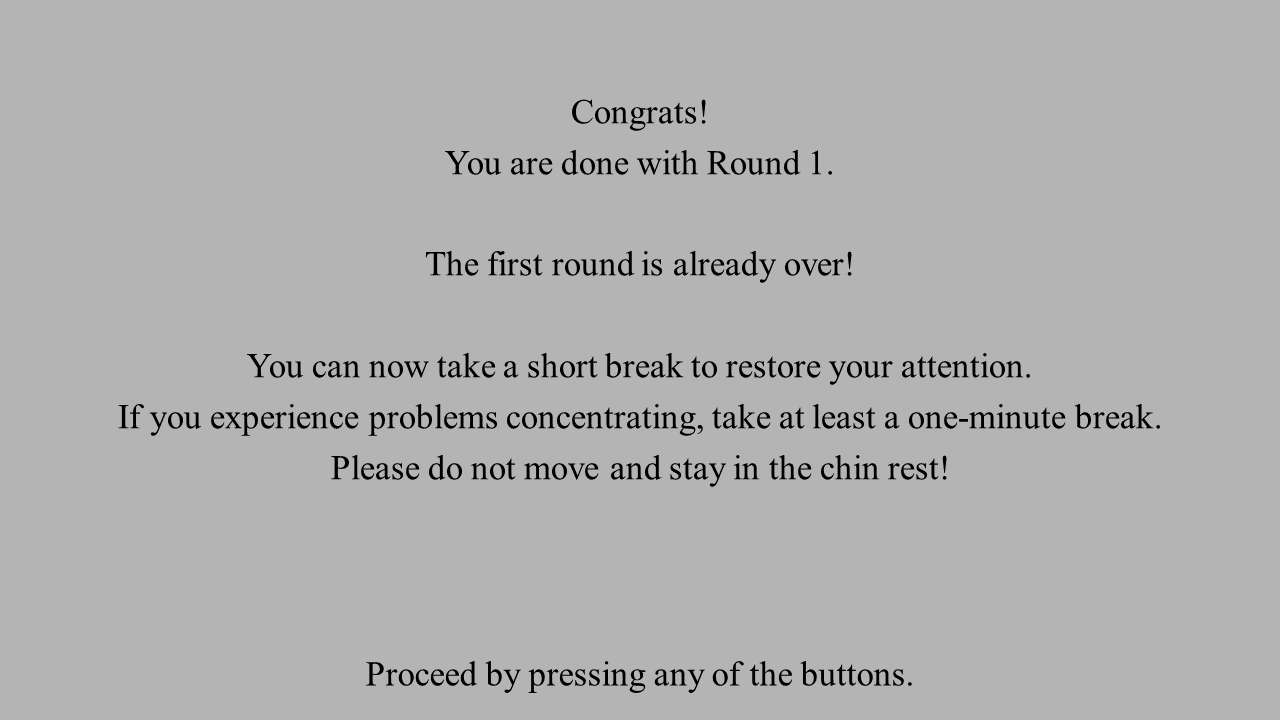 Congrats!
You are done with Round 1.
The first round is already over!
You can now take a short break to restore your attention.
If you experience problems concentrating, take at least a one-minute break.
Please do not move and stay in the chin rest!
Proceed by pressing any of the buttons.